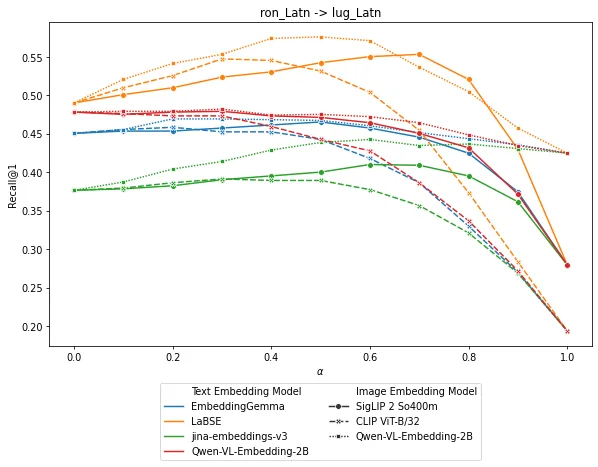 ron_Latn -> lug_Latn
Recall@1
0.55
0.50
0.45
0.40
0.35
0.30
0.25
0.20
0.0
0.2
0.4
0.6
0.8
1.0
α
Text Embedding Model
EmbeddingGemma
LaBSE
jina-embeddings-v3
Qwen-VL-Embedding-2B
Image Embedding Model
SigLIP 2 So400m
CLIP ViT-B/32
Qwen-VL-Embedding-2B